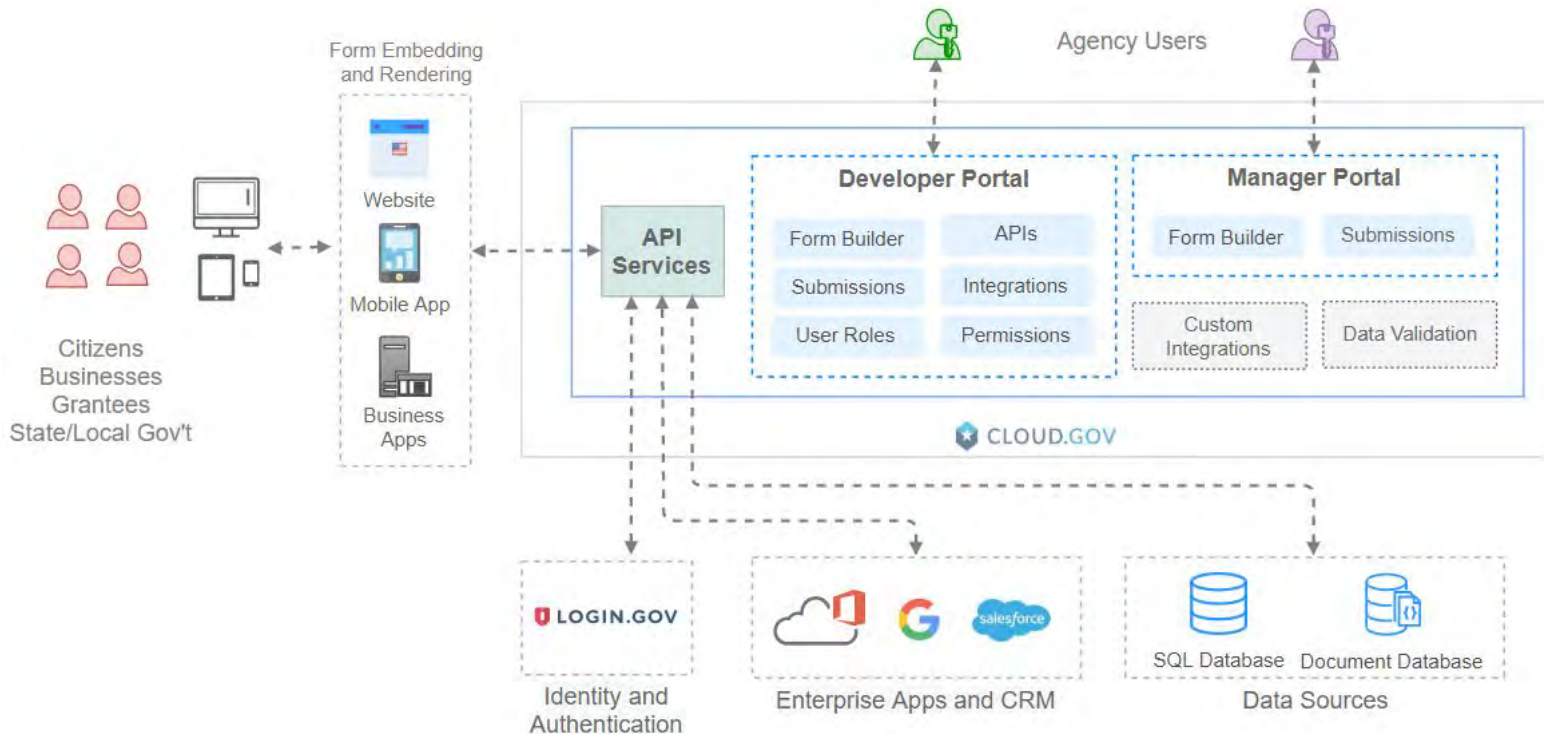 Form Embedding
and Rendering
Agency Users
Website
Mobile App
Business
Apps
Citizens
Businesses
Grantees
State/Local Gov't
API
Services
Developer Portal
Form Builder
APIs
Submissions
Integrations
User Roles
Permissions
Manager Portal
Form Builder
Submissions
Custom
Integrations
Data Validation
CLOUD.GOV
LOGIN.GOV
Identity and
Authentication
G
salesforce
Enterprise Apps and CRM
SQL Database
Document Database
Data Sources